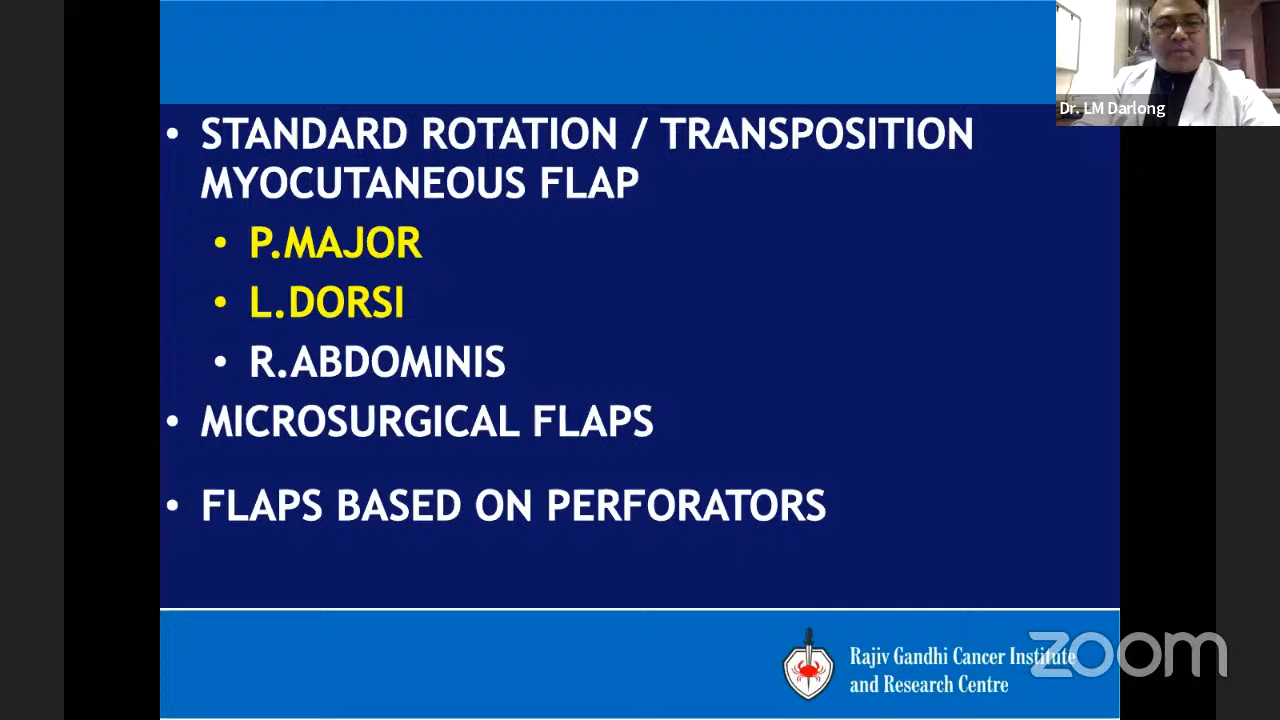 Dr. LM Darlong
• STANDARD ROTATION / TRANSPOSITION
MYOCUTANEOUS FLAP
• P.MAJOR
• L.DORSI
• R.ABDOMINIS
• MICROSURGICAL FLAPS
• FLAPS BASED ON PERFORATORS
Rajiv Gandhi Cancer Institute
and Research Centre
zoom